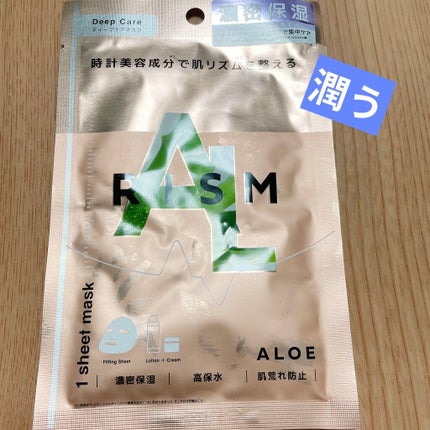 Deep Care
ディープケアマスク
濃密保湿
で集中ケア
時計美容成分で肌リズムを整える
潤う
AL
RISM
1 sheet mask
Fitting Sheet
Lotion + Cream
ALOE
濃密保湿
高保水
肌荒れ防止